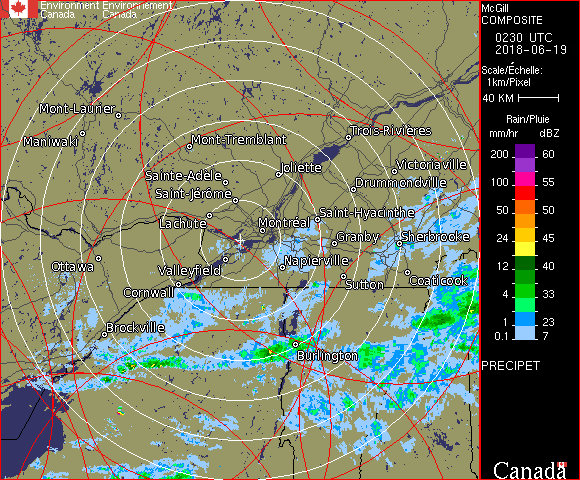 Environment Environnement
Canada Canada
McGill
COMPOSITE
0230 UTC
2018-06-19
Scale/Échelle:
1km/Pixel
40 KM
Rain/Pluie
mm/hr dBZ
200 60
100 55
50 50
24 45
12 40
4 33
1 23
0.1 7
PRECIPET
Canada
Mont-Laurier
Maniwaki
Mont-Tremblant
Trois-Rivières
Sainte-Adèle
Joliette
Victoriaville
Saint-Jérôme
Drummondville
Lachute
Montréal
Saint-Hyacinthe
Granby
Sherbrooke
Ottawa
Valleyfield
Napierville
Cornwall
Sutton
Coaticook
Brockville
Burlington